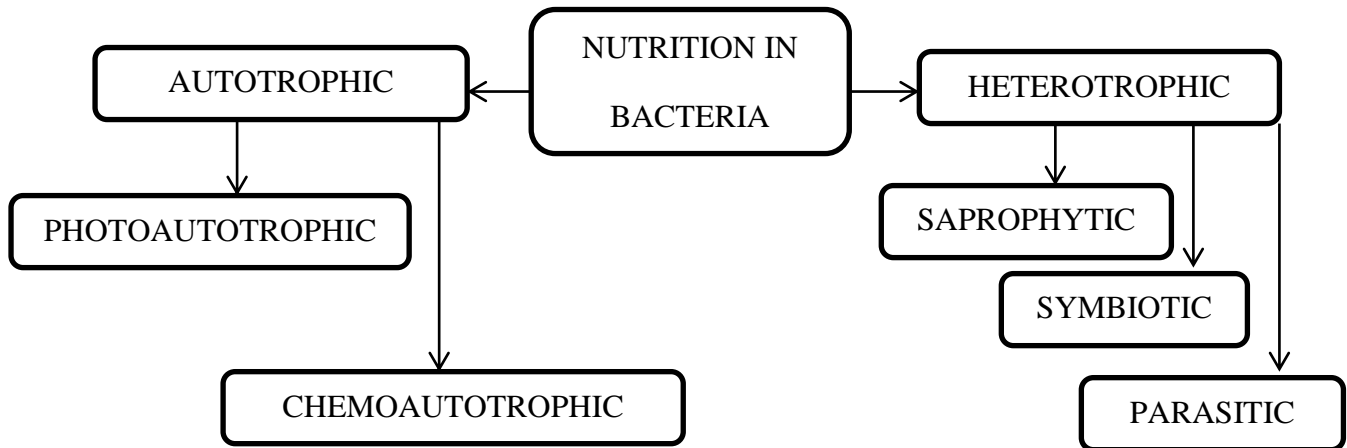 NUTRITION IN
BACTERIA
AUTOTROPHIC
HETEROTROPHIC
PHOTOAUTOTROPHIC
SAPROPHYTIC
SYMBIOTIC
CHEMOAUTOTROPHIC
PARASITIC